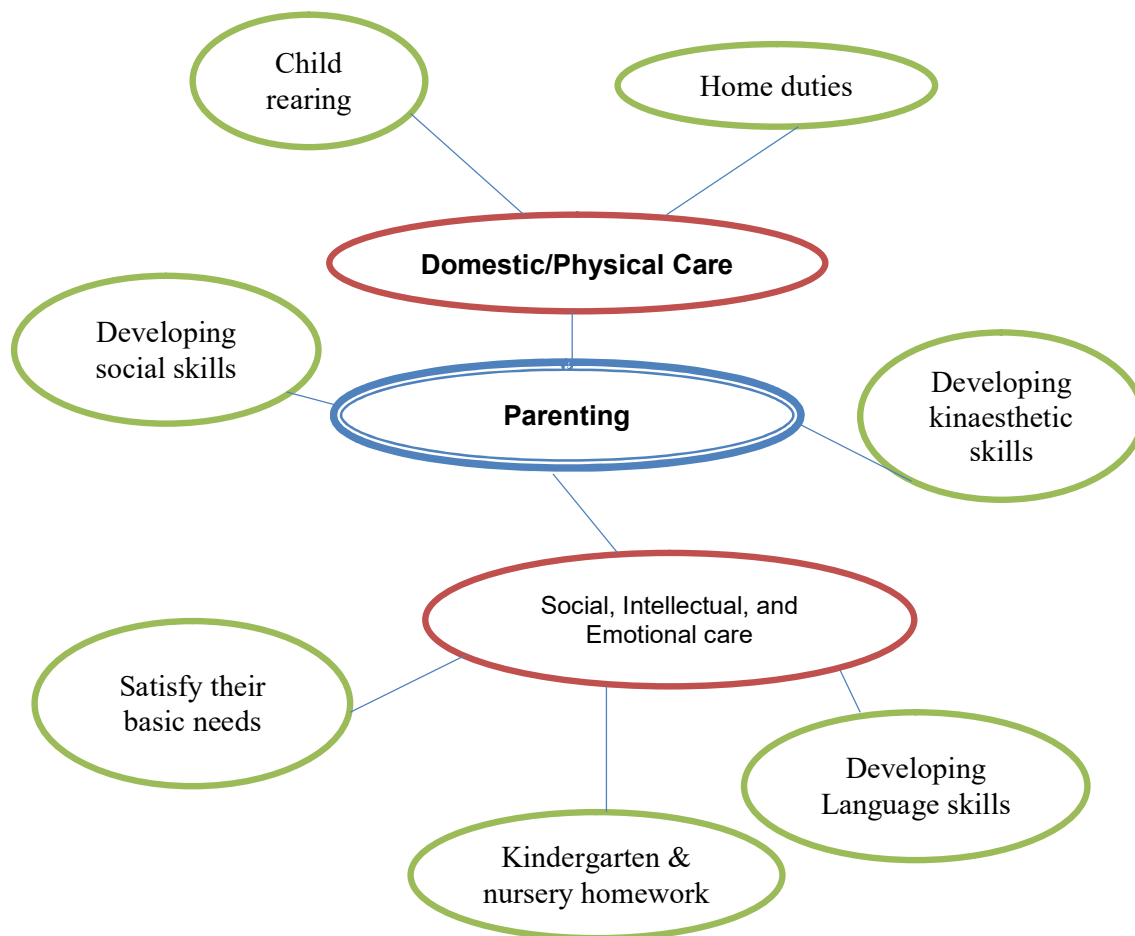 Child
rearing
Home duties
Domestic/Physical Care
Developing
social skills
Parenting
Developing
kinaesthetic
skills
Social, Intellectual, and
Emotional care
Satisfy their
basic needs
Developing
Language skills
Kindergarten &
nursery homework